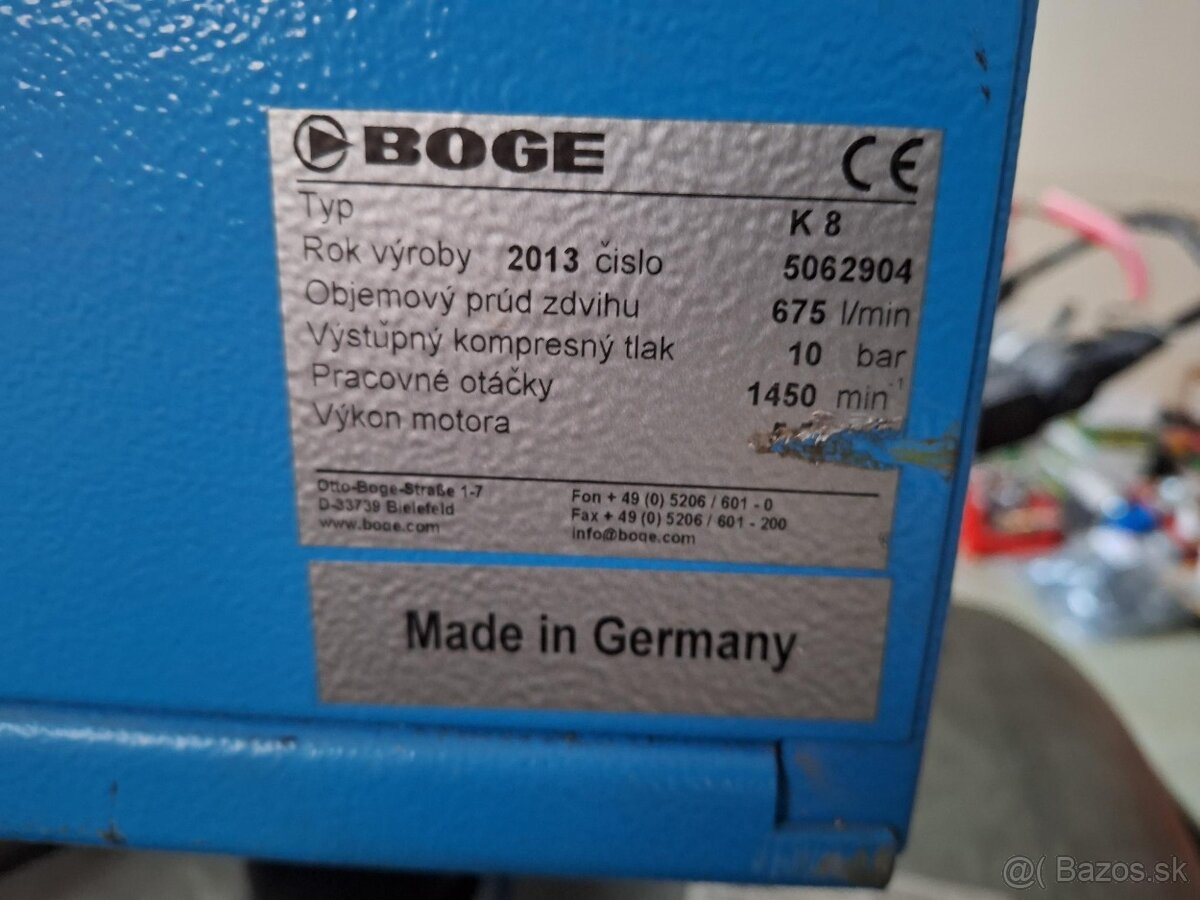 BOGE CE
Typ K 8
Rok výroby 2013 čislo 5062904
Objemový prúd zdvihu 675 l/min
Výstŭpný kompresný tlak 10 bar
Pracovné otáčky 1450 min⁻¹
Výkon motora
Otto-Boge-Straße 1-7 Fon + 49 (0) 5206 / 601 - 0
D-33739 Bielefeld Fax + 49 (0) 5206 / 601 - 200
www.boge.com info@boge.com
Made in Germany
@( Bazos.sk